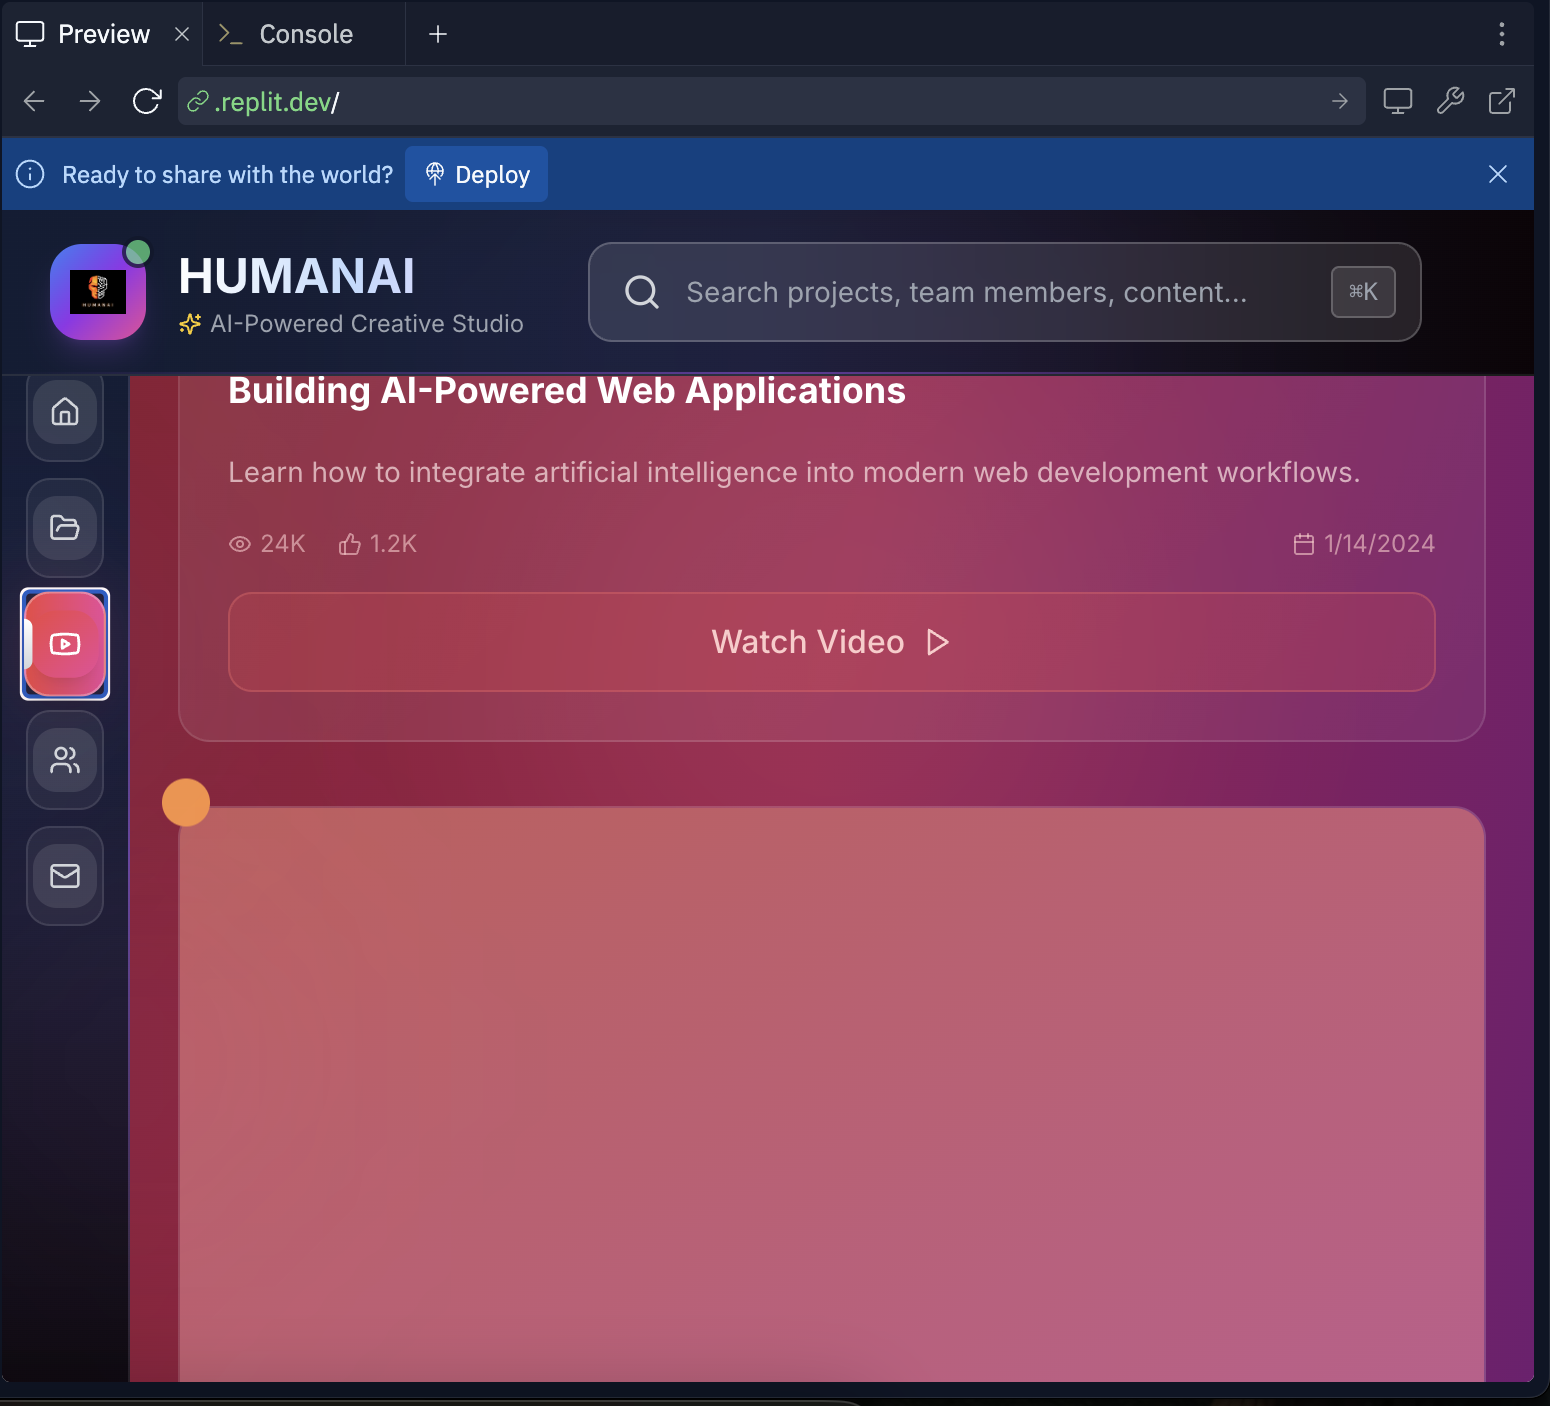 Preview
Console
.replit.dev/
Ready to share with the world?
Deploy
HUMANAI
HUMANAI
AI-Powered Creative Studio
Search projects, team members, content...
⌘K
Building AI-Powered Web Applications
Learn how to integrate artificial intelligence into modern web development workflows.
24K 1.2K 1/14/2024
Watch Video